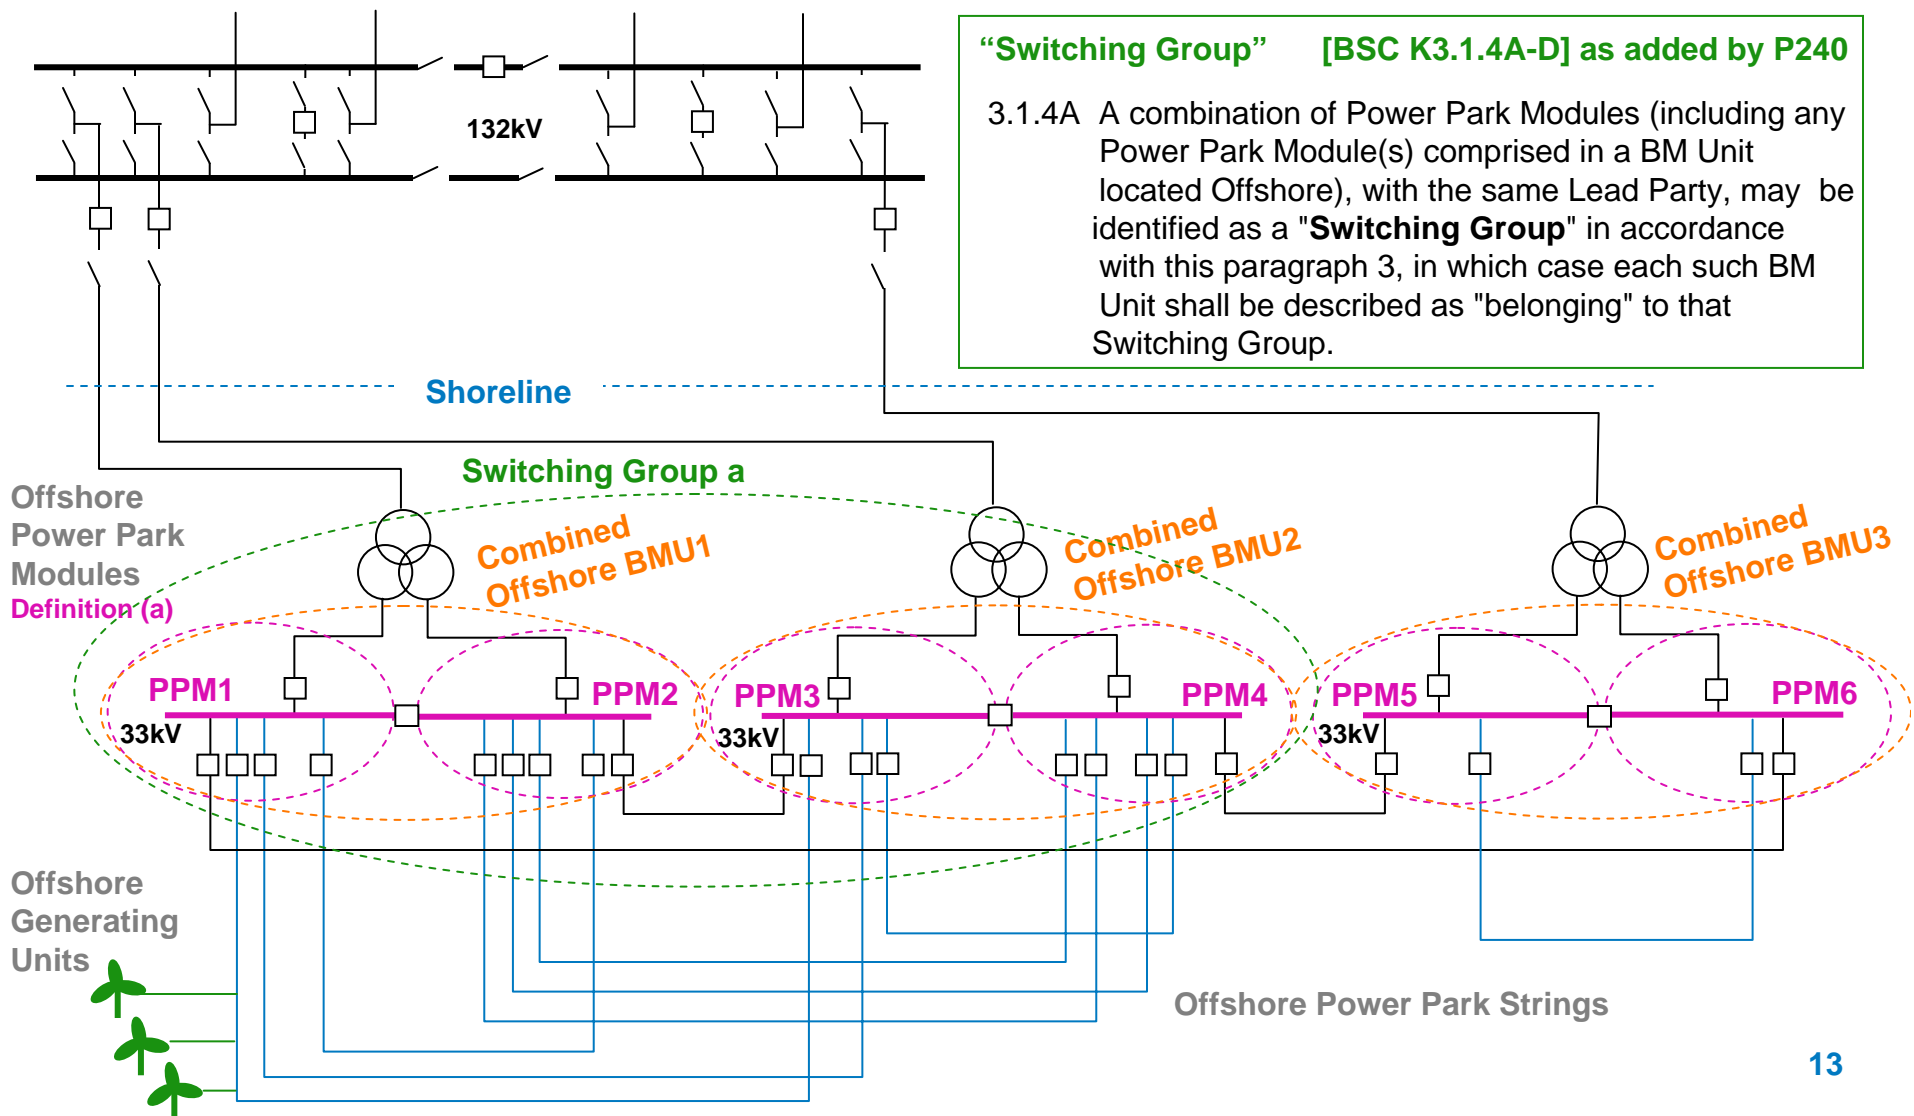 “Switching Group” [BSC K3.1.4A-D] as added by P240
3.1.4A A combination of Power Park Modules (including any
Power Park Module(s) comprised in a BM Unit
located Offshore), with the same Lead Party, may be
identified as a "Switching Group" in accordance
with this paragraph 3, in which case each such BM
Unit shall be described as "belonging" to that
Switching Group.
132kV
Shoreline
Switching Group a
Offshore
Power Park
Modules
Definition (a)
Combined
Offshore BMU1
Combined
Offshore BMU2
Combined
Offshore BMU3
PPM1
PPM2
PPM3
PPM4
PPM5
PPM6
33kV
33kV
33kV
Offshore
Generating
Units
Offshore Power Park Strings
13